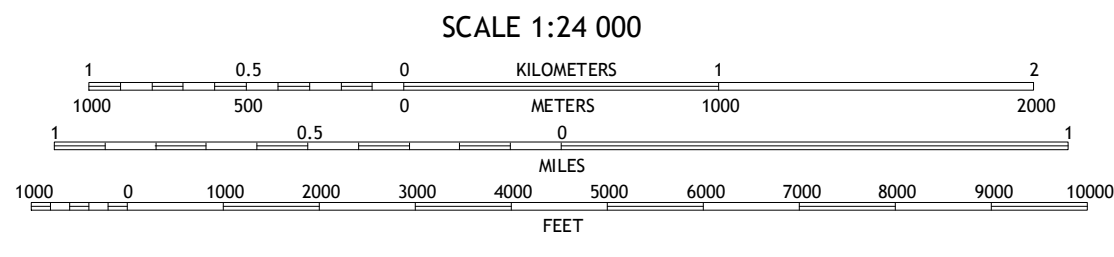 SCALE 1:24 000
1 0.5 0 KILOMETERS 1 2
1000 500 0 METERS 1000 2000
1 0.5 0 1
MILES
1000 0 1000 2000 3000 4000 5000 6000 7000 8000 9000 10000
FEET